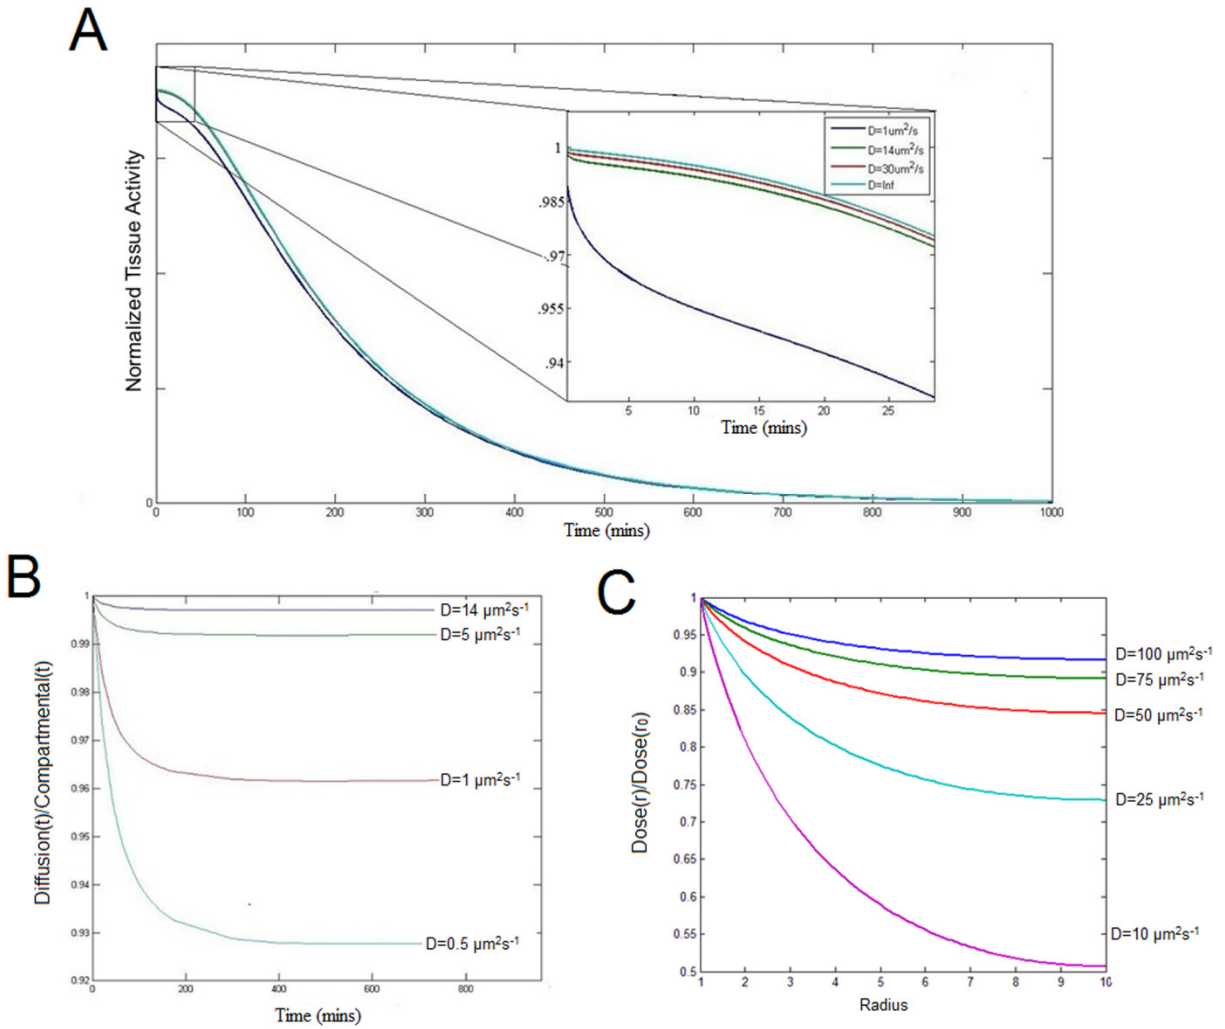 A
Normalized Tissue Activity
0
0
100
200
300
400
500
600
700
800
900
1000
Time (mins)
1
.985
.97
.955
.94
5
10
15
20
25
Time (mins)
D=1um²/s
D=14um²/s
D=30um²/s
D=Inf
B
Diffusion(t)/Compartmental(t)
1
0.99
0.98
0.97
0.96
0.95
0.94
0.93
0.92
0
200
400
600
800
Time (mins)
D=14 µm²s⁻¹
D=5 µm²s⁻¹
D=1 µm²s⁻¹
D=0.5 µm²s⁻¹
C
Dose(r)/Dose(r₀)
1
0.95
0.9
0.85
0.8
0.75
0.7
0.65
0.6
0.55
0.5
1
2
3
4
5
6
7
8
9
10
Radius
D=100 µm²s⁻¹
D=75 µm²s⁻¹
D=50 µm²s⁻¹
D=25 µm²s⁻¹
D=10 µm²s⁻¹